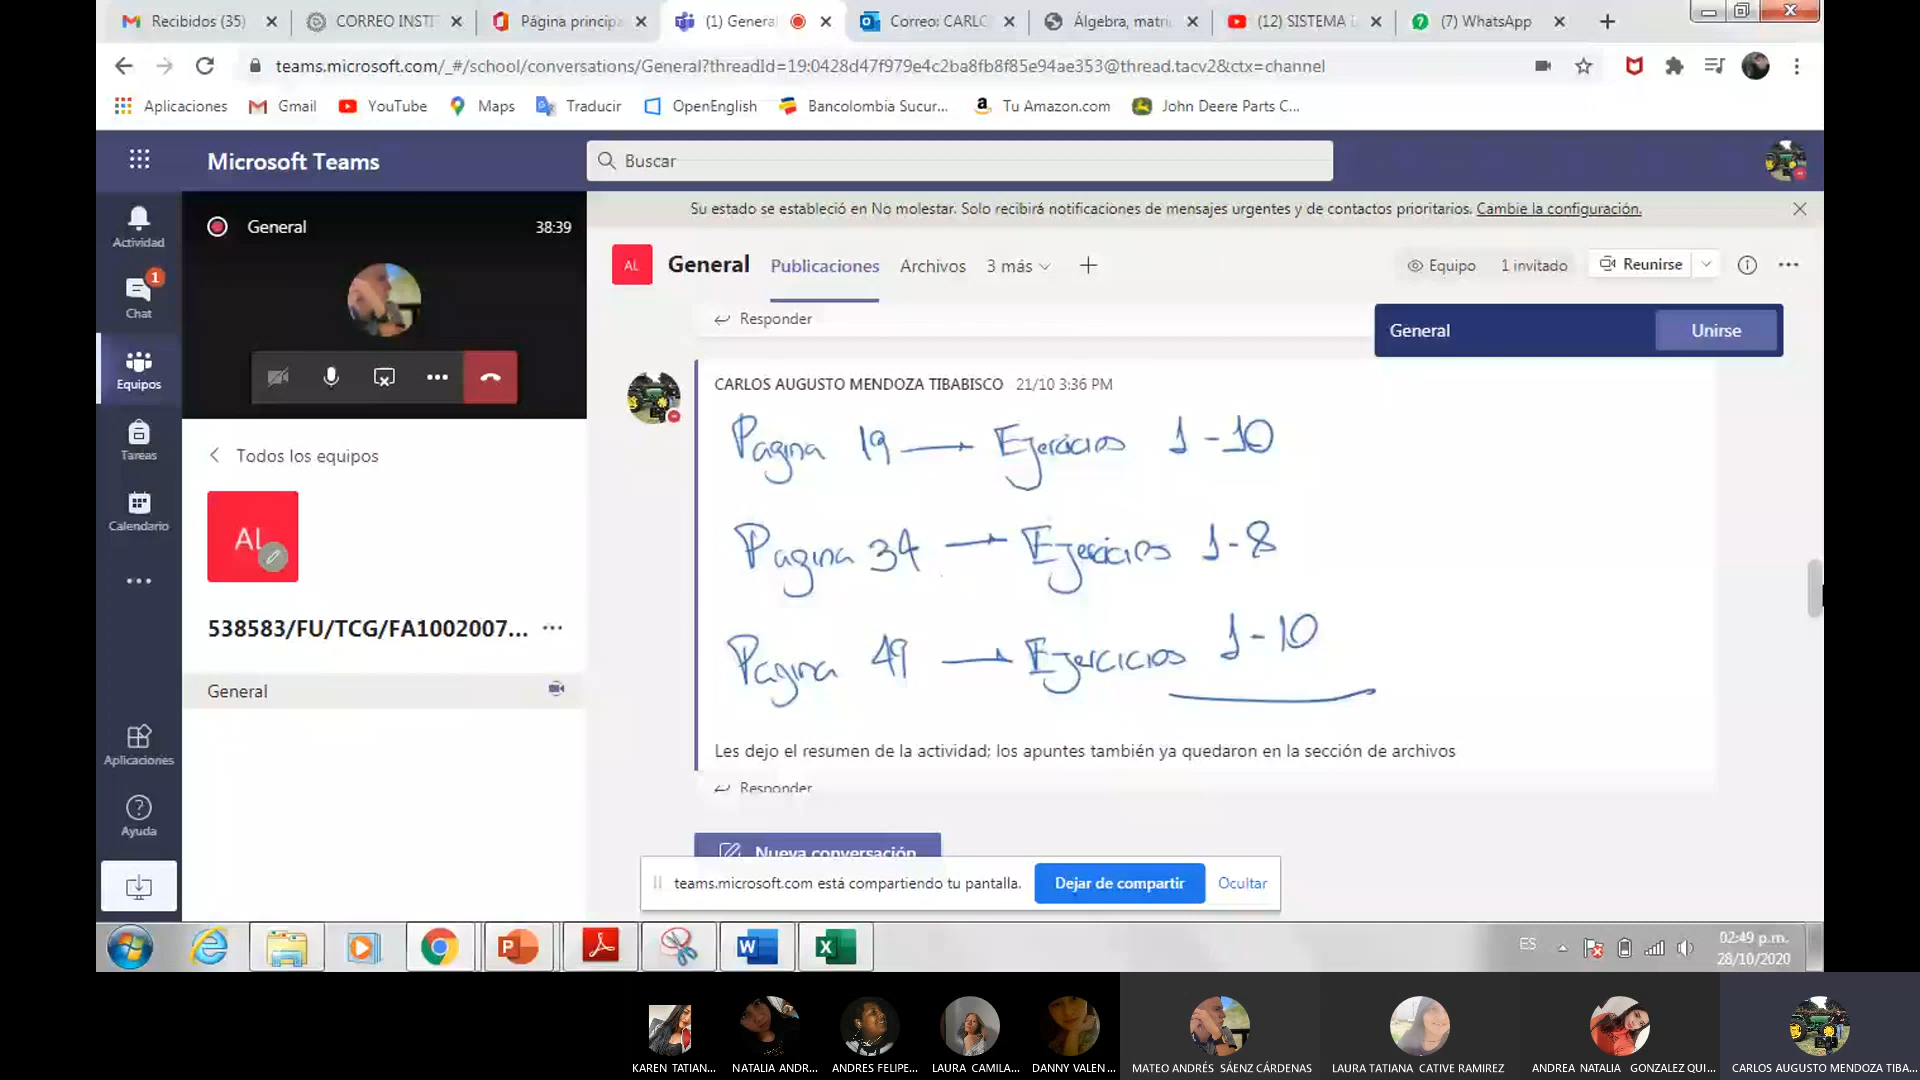 Recibidos (35)
CORREO INSTI
Página principa
(1) Genera
Correo: CARLO
Álgebra, matri
(12) SISTEMA
(7) WhatsApp
teams.microsoft.com/_#/school/conversations/General?threadId=19:0428d47f979e4c2ba8fb8f85e94ae353@thread.tacv2&ctx=channel
Aplicaciones
Gmail
YouTube
Maps
Traducir
OpenEnglish
Bancolombia Sucur...
Tu Amazon.com
John Deere Parts C...
Microsoft Teams
Buscar
Su estado se estableció en No molestar. Solo recibirá notificaciones de mensajes urgentes y de contactos prioritarios. Cambie la configuración.
Actividad
1
Chat
Equipos
Tareas
Calendario
Aplicaciones
Ayuda
General
38:39
Todos los equipos
AL
538583/FU/TCG/FA1002007...
General
AL
General
Publicaciones
Archivos
3 más
Equipo
1 invitado
Reunirse
Responder
General
Unirse
CARLOS AUGUSTO MENDOZA TIBABISCO 21/10 3:36 PM
Pagina 19 → Ejercicios 1 - 10
Pagina 34 → Ejercicios 1 - 8
Pagina 49 → Ejercicios 1 - 10
Les dejo el resumen de la actividad; los apuntes también ya quedaron en la sección de archivos
Responder
Nueva conversación
teams.microsoft.com está compartiendo tu pantalla.
Dejar de compartir
Ocultar
ES
02:49 p.m.
28/10/2020
KAREN TATIAN...
NATALIA ANDR...
ANDRES FELIPE...
LAURA CAMILA...
DANNY VALEN...
MATEO ANDRÉS SÁENZ CÁRDENAS
LAURA TATIANA CATIVE RAMIREZ
ANDREA NATALIA GONZALEZ QUI...
CARLOS AUGUSTO MENDOZA TIBA...